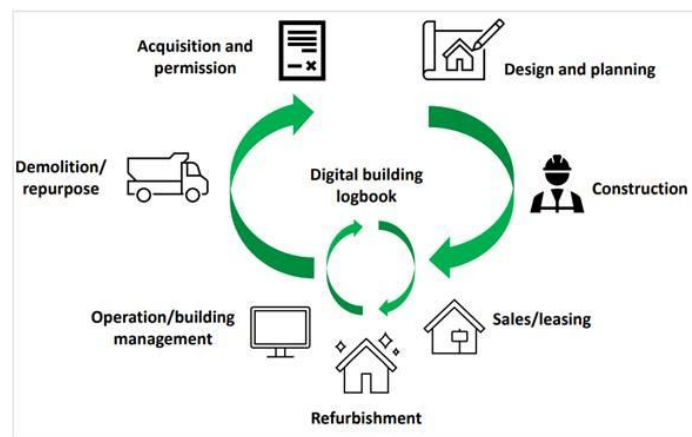 Acquisition and
permission
Design and planning
Demolition/
repurpose
Digital building
logbook
Construction
Operation/building
management
Sales/leasing
Refurbishment